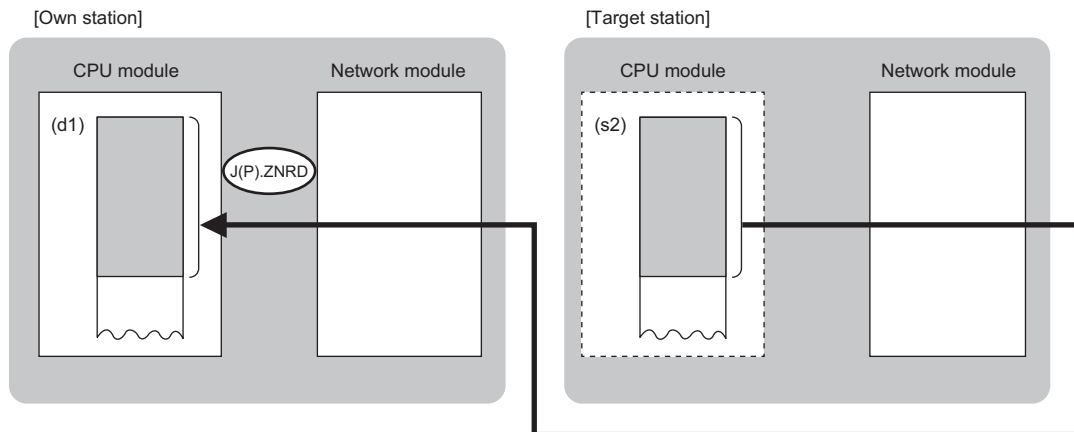 [Own station]
[Target station]
CPU module
Network module
CPU module
Network module
(d1)
(s2)
J(P).ZNRD